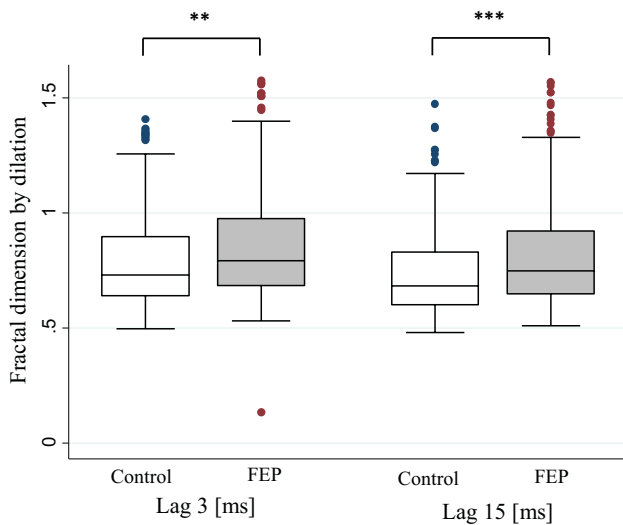 ** ***
Fractal dimension by dilation
1.5
1
.5
0
Control FEP Control FEP
Lag 3 [ms] Lag 15 [ms]